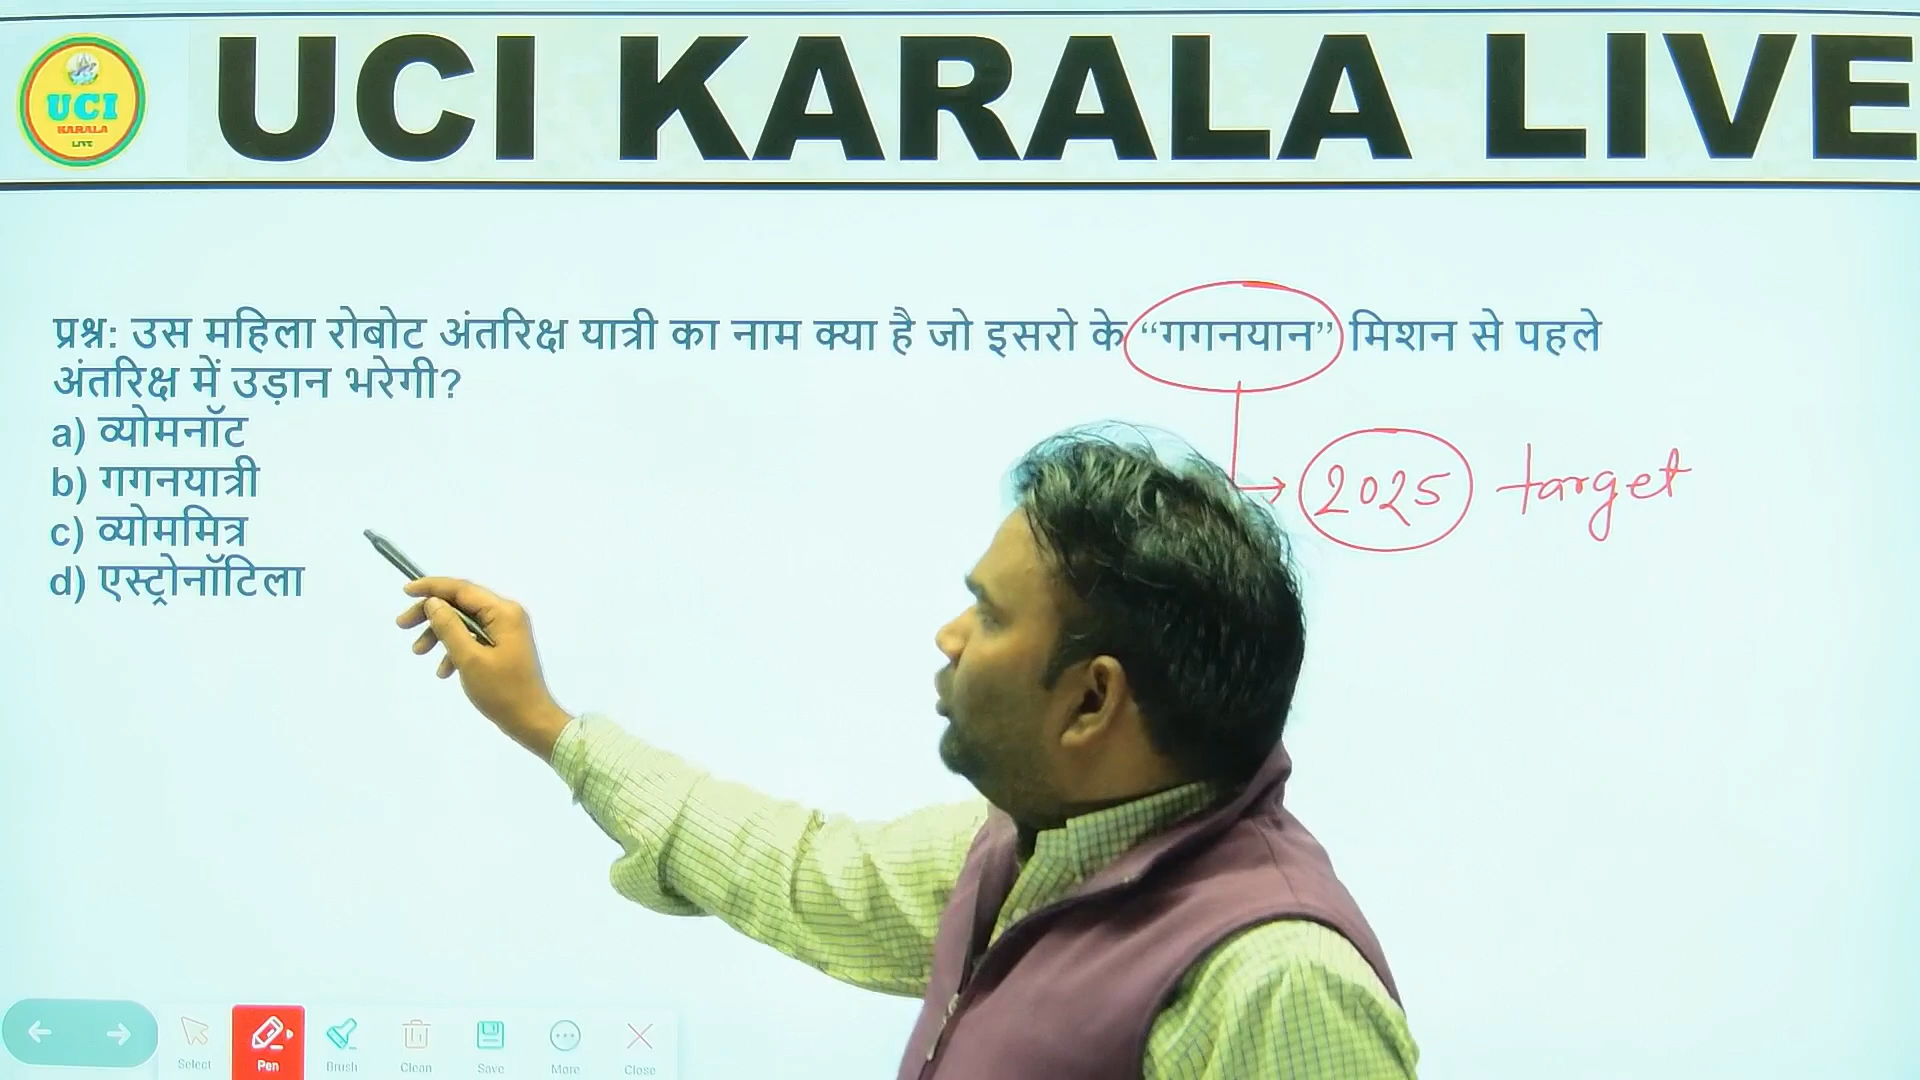 UCI KARALA LIVE
UCI
KARALA
LIVE
प्रश्न: उस महिला रोबोट अंतरिक्ष यात्री का नाम क्या है जो इसरो के “गगनयान” मिशन से पहले
अंतरिक्ष में उड़ान भरेगी?
a) व्योमनॉट
b) गगनयात्री
c) व्योममित्र
d) एस्ट्रोनॉटिला
2025 target
Select Pen Brush Clean Save More Close